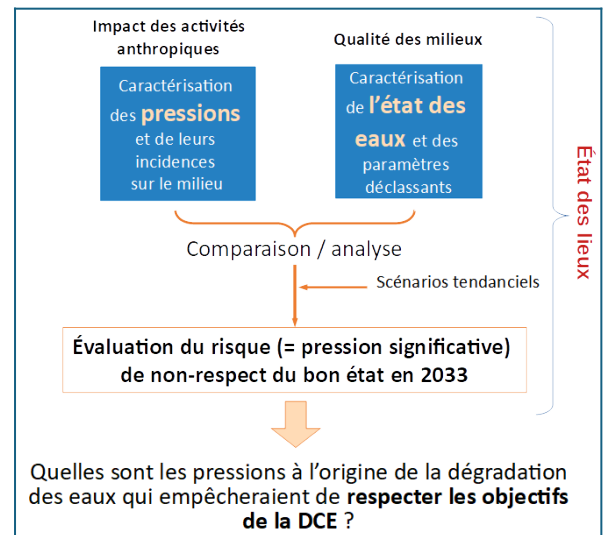 Impact des activités
anthropiques
Caractérisation
des pressions
et de leurs
incidences
sur le milieu
Qualité des milieux
Caractérisation
de l’état des
eaux et des
paramètres
déclassants
État des lieux
Comparaison / analyse
Scénarios tendanciels
Évaluation du risque (= pression significative)
de non-respect du bon état en 2033
Quelles sont les pressions à l’origine de la dégradation
des eaux qui empêcheraient de respecter les objectifs
de la DCE ?